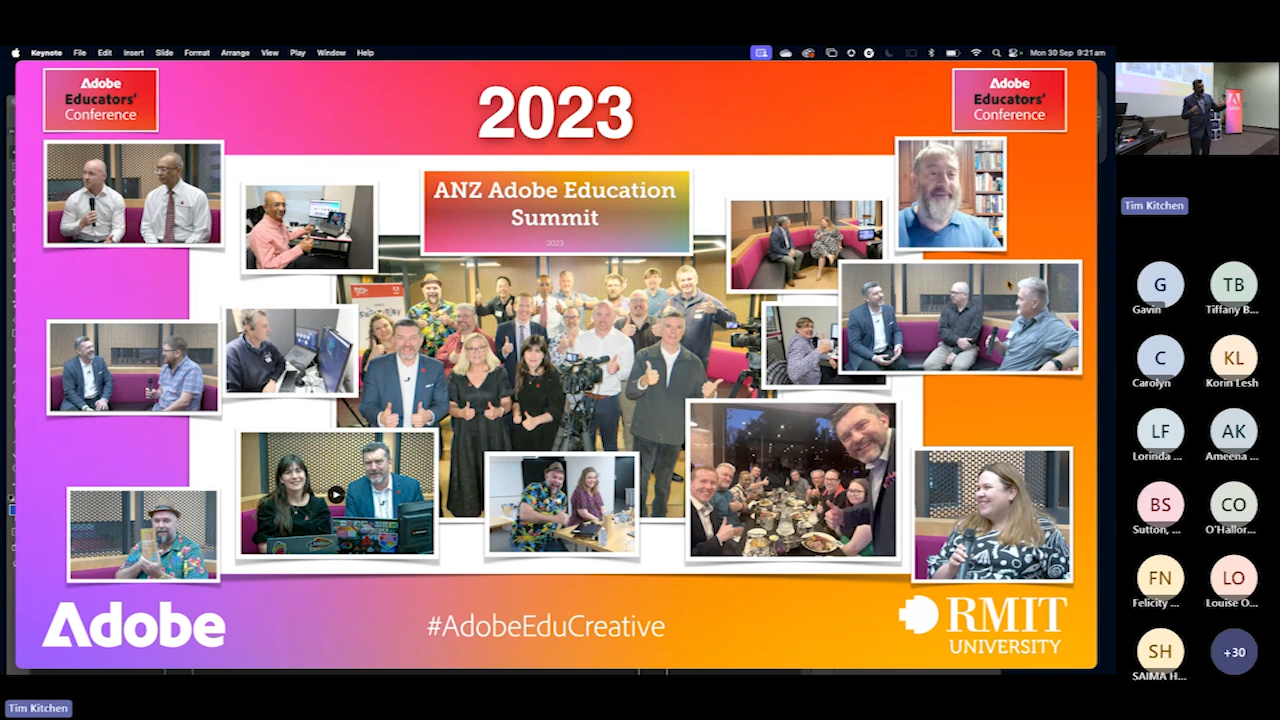 Keynote File Edit Insert Slide Format Arrange View Play Window Help
Mon 30 Sep 9:21 am
Adobe
Educators'
Conference
2023
Adobe
Educators'
Conference
ANZ Adobe Education
Summit
2023
Adobe
#AdobeEduCreative
RMIT
UNIVERSITY
Tim Kitchen
G
Gavin
TB
Tiffany B...
C
Carolyn
KL
Korin Lesh
LF
Lorinda ...
AK
Ameena ...
BS
Sutton, ...
CO
O'Hallor...
FN
Felicity ...
LO
Louise O...
SH
SAIMA H...
+30
Tim Kitchen